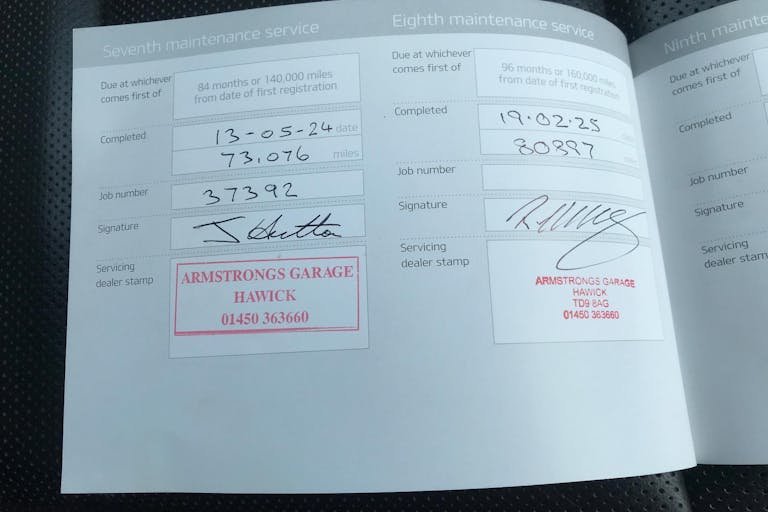 Seventh maintenance service
Due at whichever
comes first of
84 months or 140,000 miles
from date of first registration
Completed
13-05-24 date
73,076 miles
Job number
37392
Signature
Servicing
dealer stamp
ARMSTRONGS GARAGE
HAWICK
01450 363660
Eighth maintenance service
Due at whichever
comes first of
96 months or 160,000 miles
from date of first registration
Completed
19.02.25
80897
Job number
Signature
Servicing
dealer stamp
ARMSTRONGS GARAGE
HAWICK
TD9 8AG
01450 363660
Ninth mainte
Due at whichever
comes first of
Completed
Job number
Signature
Servicing
dealer stam